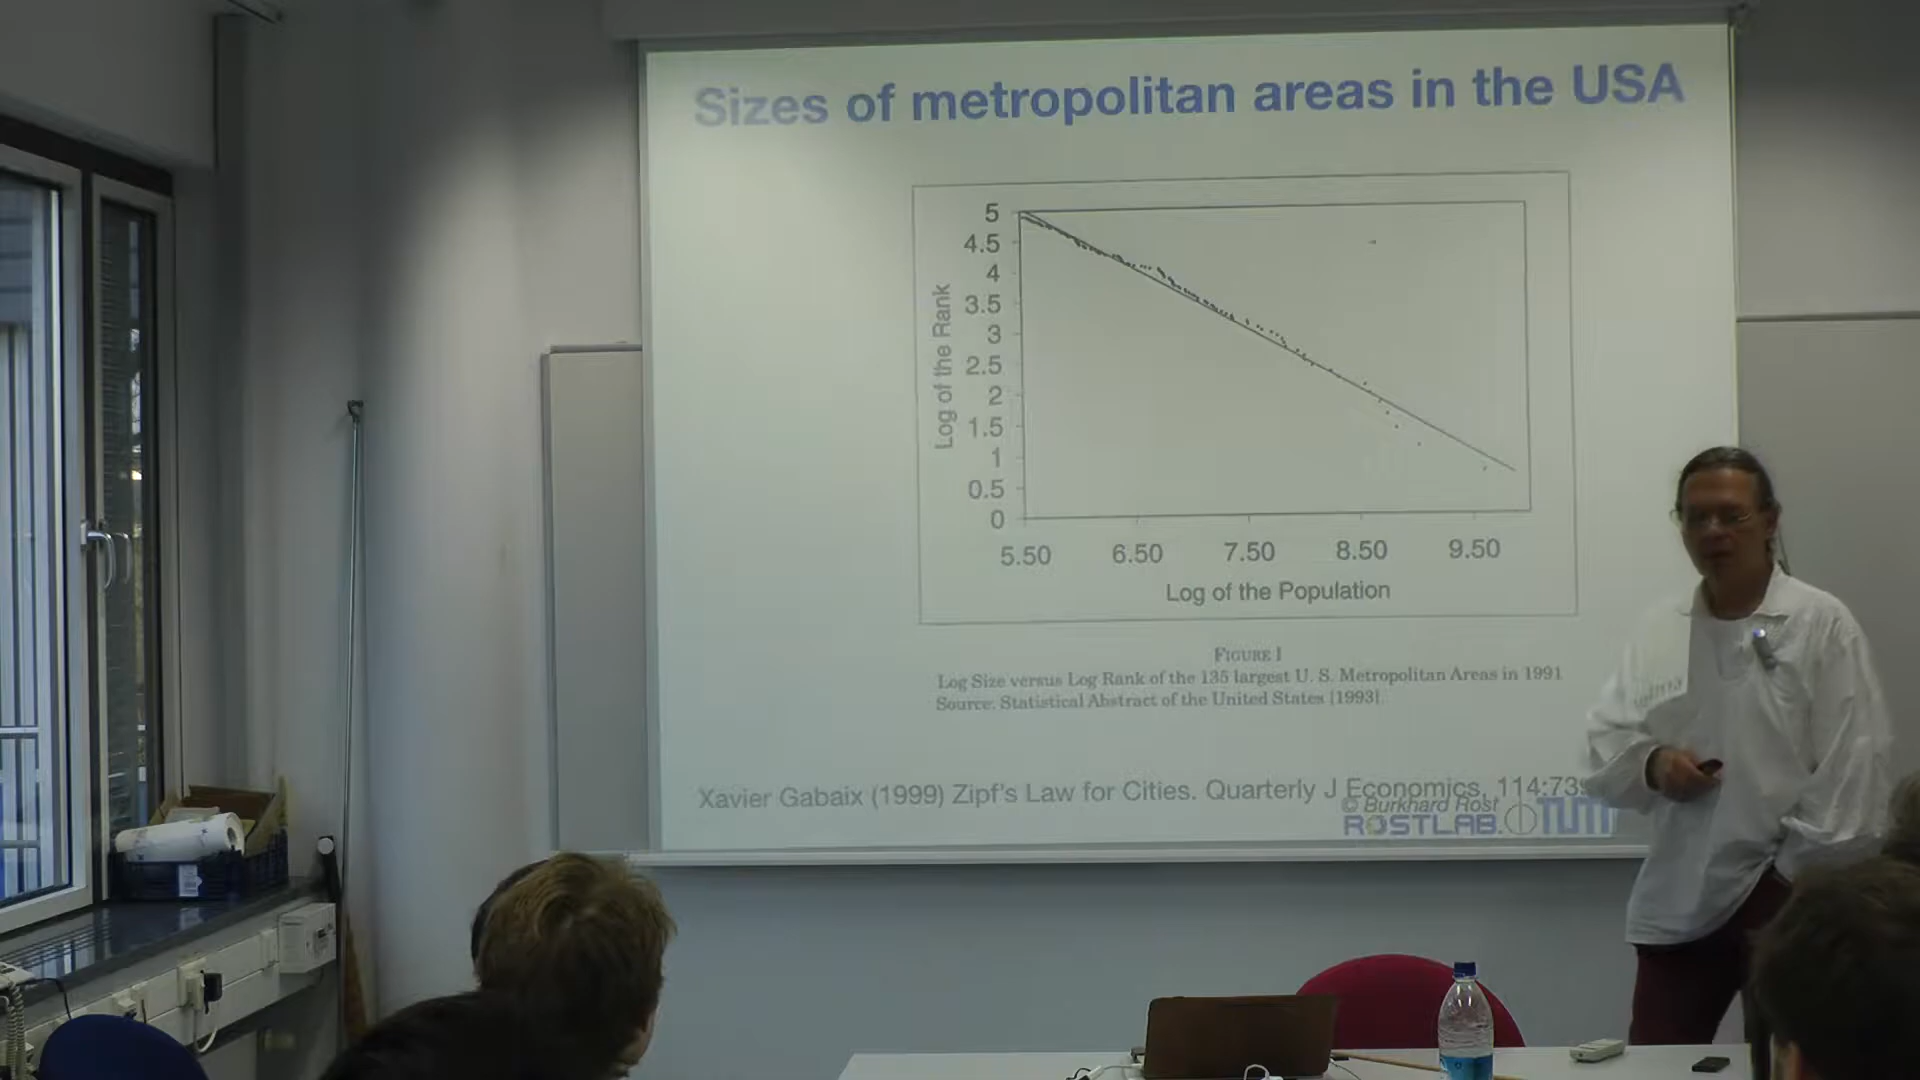 Sizes of metropolitan areas in the USA
5
4.5
4
3.5
3
2.5
2
1.5
1
0.5
0
Log of the Rank
5.50 6.50 7.50 8.50 9.50
Log of the Population
FIGURE I
Log Size versus Log Rank of the 135 largest U. S. Metropolitan Areas in 1991
Source: Statistical Abstract of the United States [1993].
Xavier Gabaix (1999) Zipf's Law for Cities. Quarterly J Economics, 114:739
© Burkhard Rost
ROSTLAB. TUM